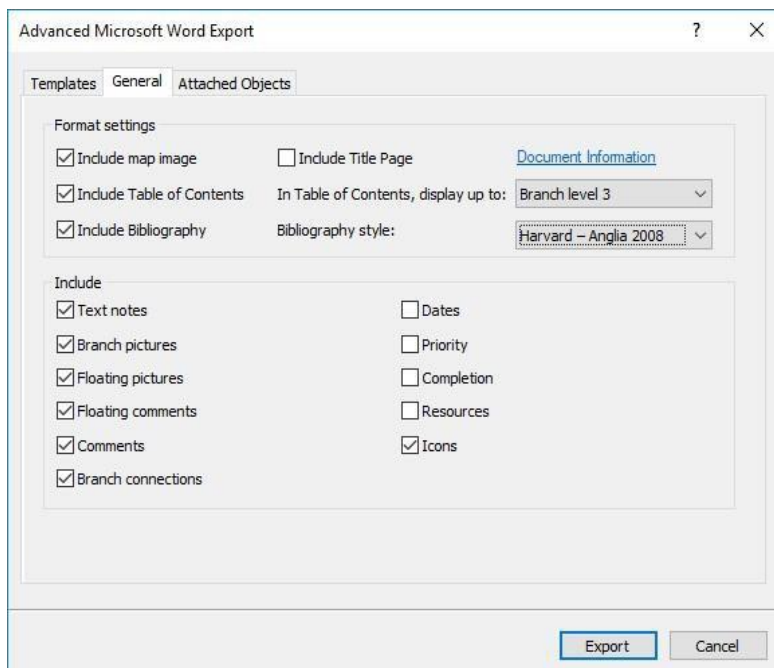 Advanced Microsoft Word Export ?
Templates General Attached Objects
Format settings
Include map image Include Title Page Document Information
Include Table of Contents In Table of Contents, display up to: Branch level 3
Include Bibliography Bibliography style: Harvard – Anglia 2008
Include
Text notes Dates
Branch pictures Priority
Floating pictures Completion
Floating comments Resources
Comments Icons
Branch connections
Export Cancel